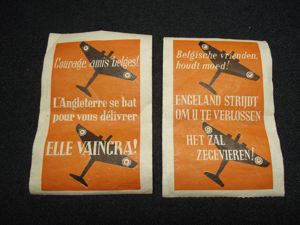 Courage, amis belges!
L'Angleterre se bat
pour vous délivrer
ELLE VAINCRA!
Belgische vrienden,
houdt moed!
ENGELAND STRIJDT
OM U TE VERLOSSEN
HET ZAL
ZEGEVIEREN!